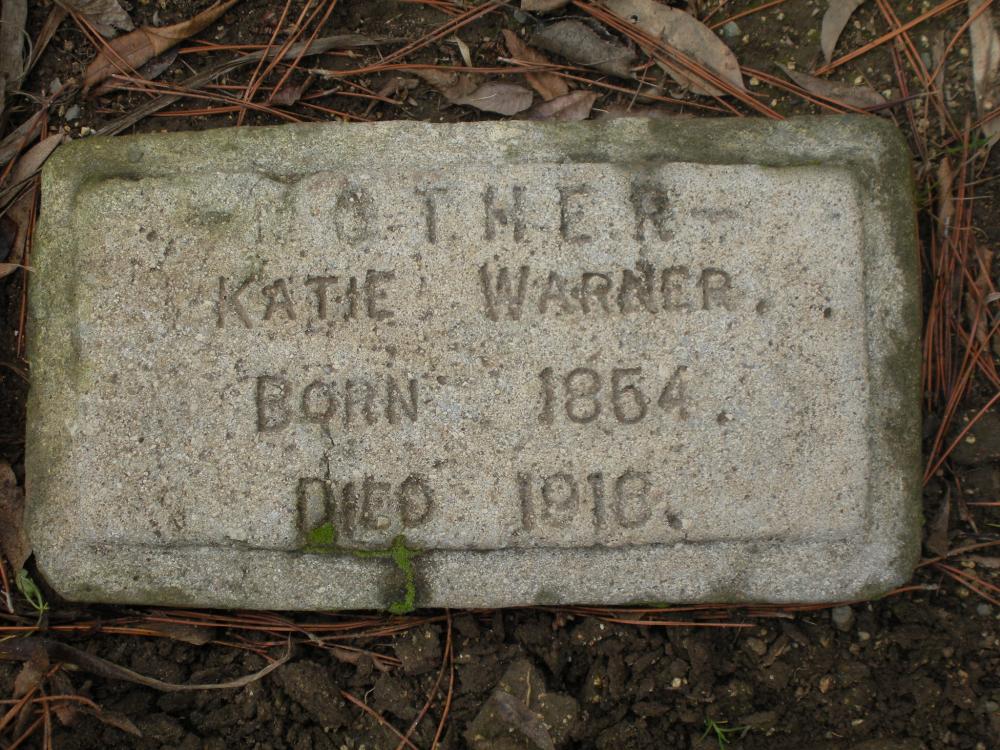 -MOTHER-
KATIE WARNER.
BORN 1854.
DIED 1916.